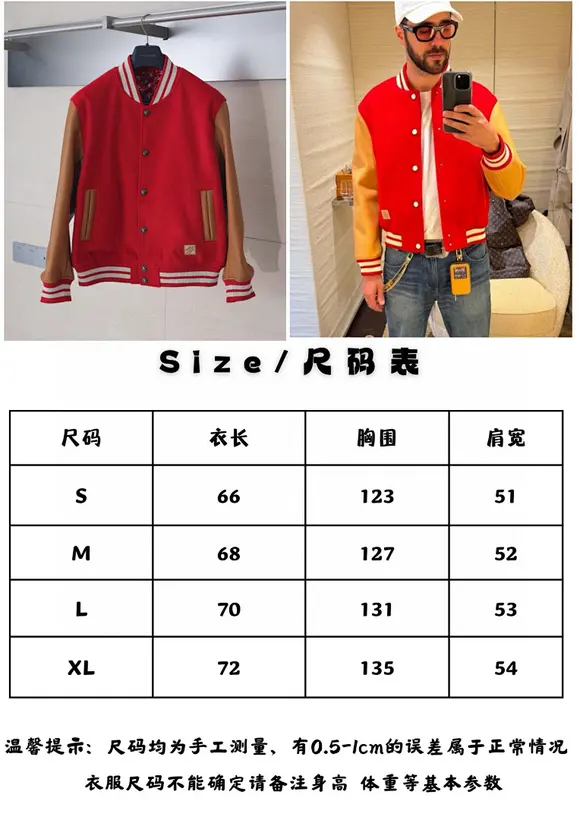 Size/尺码表
尺码 衣长 胸围 肩宽
S 66 123 51
M 68 127 52
L 70 131 53
XL 72 135 54
温馨提示：尺码均为手工测量、有0.5-1cm的误差属于正常情况
衣服尺码不能确定请备注身高 体重等基本参数